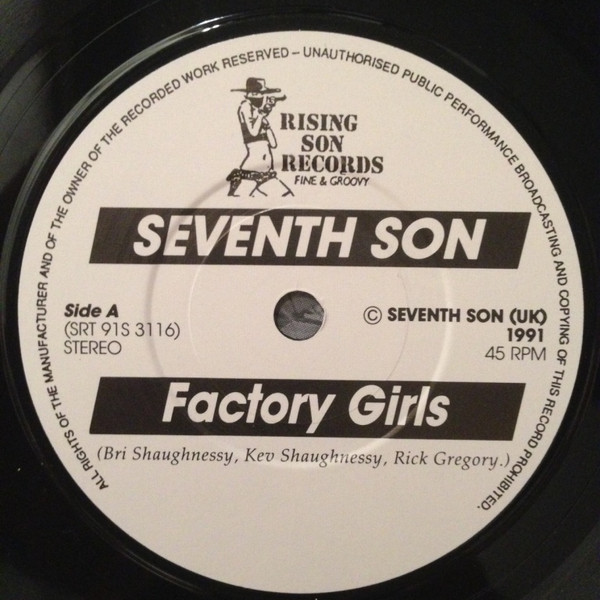 ALL RIGHTS OF THE MANUFACTURER AND OF THE OWNER OF THE RECORDED WORK RESERVED – UNAUTHORISED PUBLIC PERFORMANCE BROADCASTING AND COPYING OF THIS RECORD PROHIBITED.
RISING
SON
RECORDS
FINE & GROOVY
SEVENTH SON
Side A
(SRT 91S 3116)
STEREO
© SEVENTH SON (UK)
1991
45 RPM
Factory Girls
(Bri Shaughnessy, Kev Shaughnessy, Rick Gregory.)